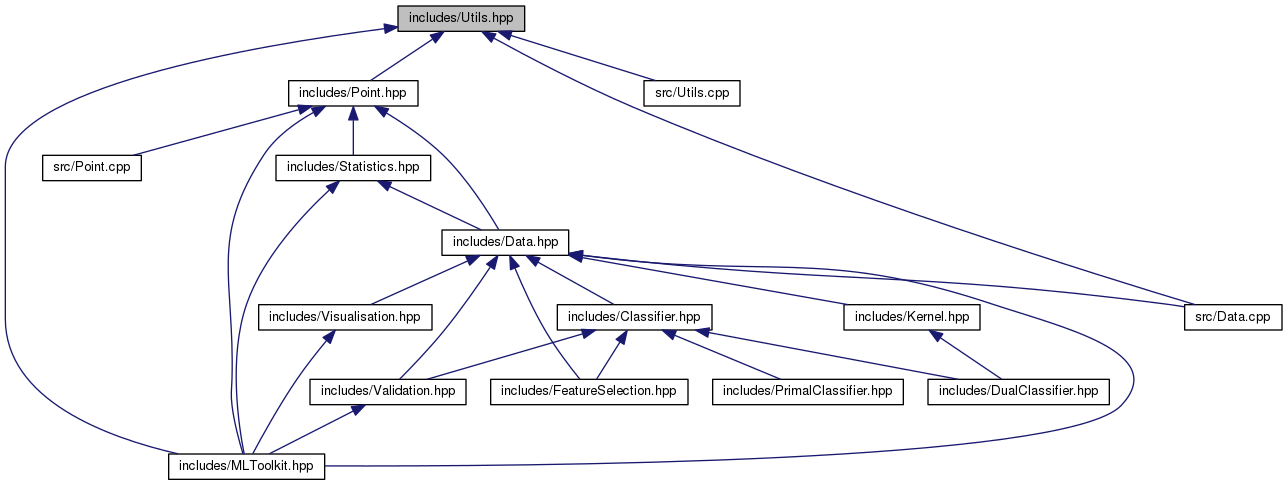 includes/Utils.hpp
includes/Point.hpp
src/Utils.cpp
src/Point.cpp
includes/Statistics.hpp
includes/Data.hpp
includes/Visualisation.hpp
includes/Classifier.hpp
includes/Kernel.hpp
src/Data.cpp
includes/Validation.hpp
includes/FeatureSelection.hpp
includes/PrimalClassifier.hpp
includes/DualClassifier.hpp
includes/MLToolkit.hpp